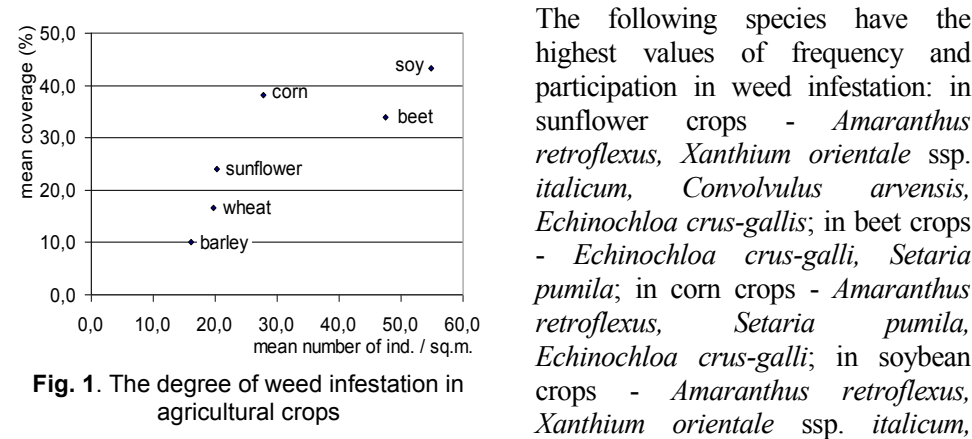 mean coverage (%)
50,0
40,0
30,0
20,0
10,0
0,0
soy
corn
beet
sunflower
wheat
barley
0,0 10,0 20,0 30,0 40,0 50,0 60,0
mean number of ind. / sq.m.
Fig. 1. The degree of weed infestation in
agricultural crops
The following species have the
highest values of frequency and
participation in weed infestation: in
sunflower crops - Amaranthus
retroflexus, Xanthium orientale ssp.
italicum, Convolvulus arvensis,
Echinochloa crus-gallis; in beet crops
- Echinochloa crus-galli, Setaria
pumila; in corn crops - Amaranthus
retroflexus, Setaria pumila,
Echinochloa crus-galli; in soybean
crops - Amaranthus retroflexus,
Xanthium orientale ssp. italicum,